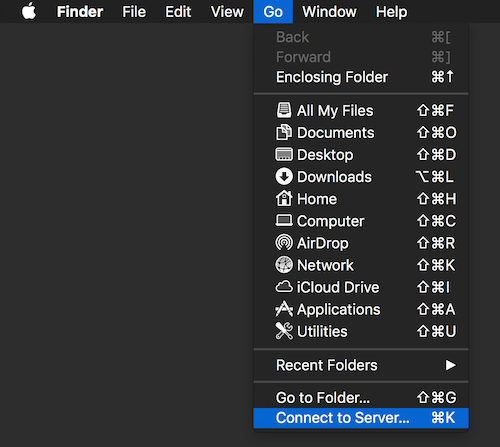 Finder File Edit View Go Window Help
Back ⌘[
Forward ⌘]
Enclosing Folder ⌘↑
All My Files ⇧⌘F
Documents ⇧⌘O
Desktop ⇧⌘D
Downloads ⌥⌘L
Home ⇧⌘H
Computer ⇧⌘C
AirDrop ⇧⌘R
Network ⇧⌘K
iCloud Drive ⇧⌘I
Applications ⇧⌘A
Utilities ⇧⌘U
Recent Folders ▶
Go to Folder... ⇧⌘G
Connect to Server... ⌘K